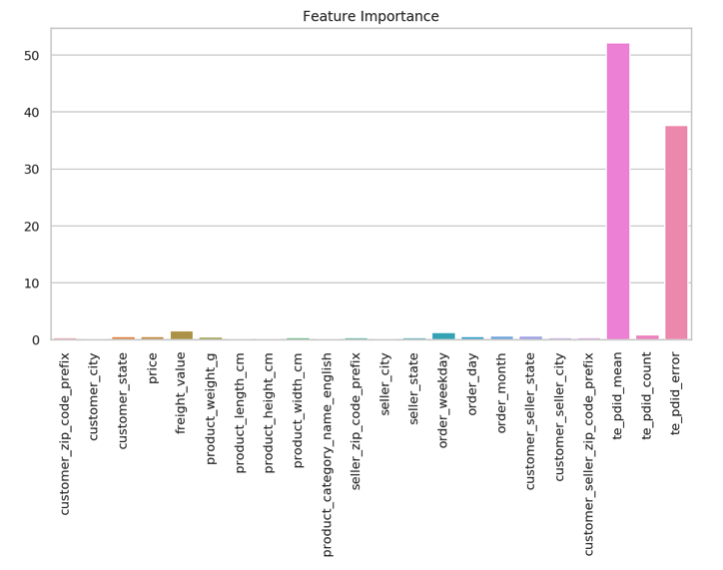 Feature Importance
50
40
30
20
10
0
customer_zip_code_prefix
customer_city
customer_state
price
freight_value
product_weight_g
product_length_cm
product_height_cm
product_width_cm
product_category_name_english
seller_zip_code_prefix
seller_city
seller_state
order_weekday
order_day
order_month
customer_seller_state
customer_seller_city
customer_seller_zip_code_prefix
te_pdid_mean
te_pdid_count
te_pdid_error